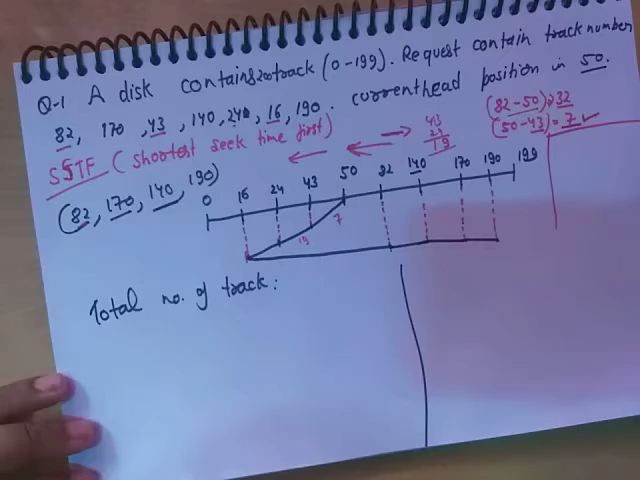 Q-1 A disk contains 200 track (0-199). Request contain track number
82, 170, 43, 140, 24, 16, 190. current head position in 50.
SSTF (shortest seek time first)
43
24
19
(82-50) = 32
(50-43) = 7 ✓
(82, 170, 140, 190)
0 16 24 43 50 82 140 170 190 199
19 7
Total no. of track: